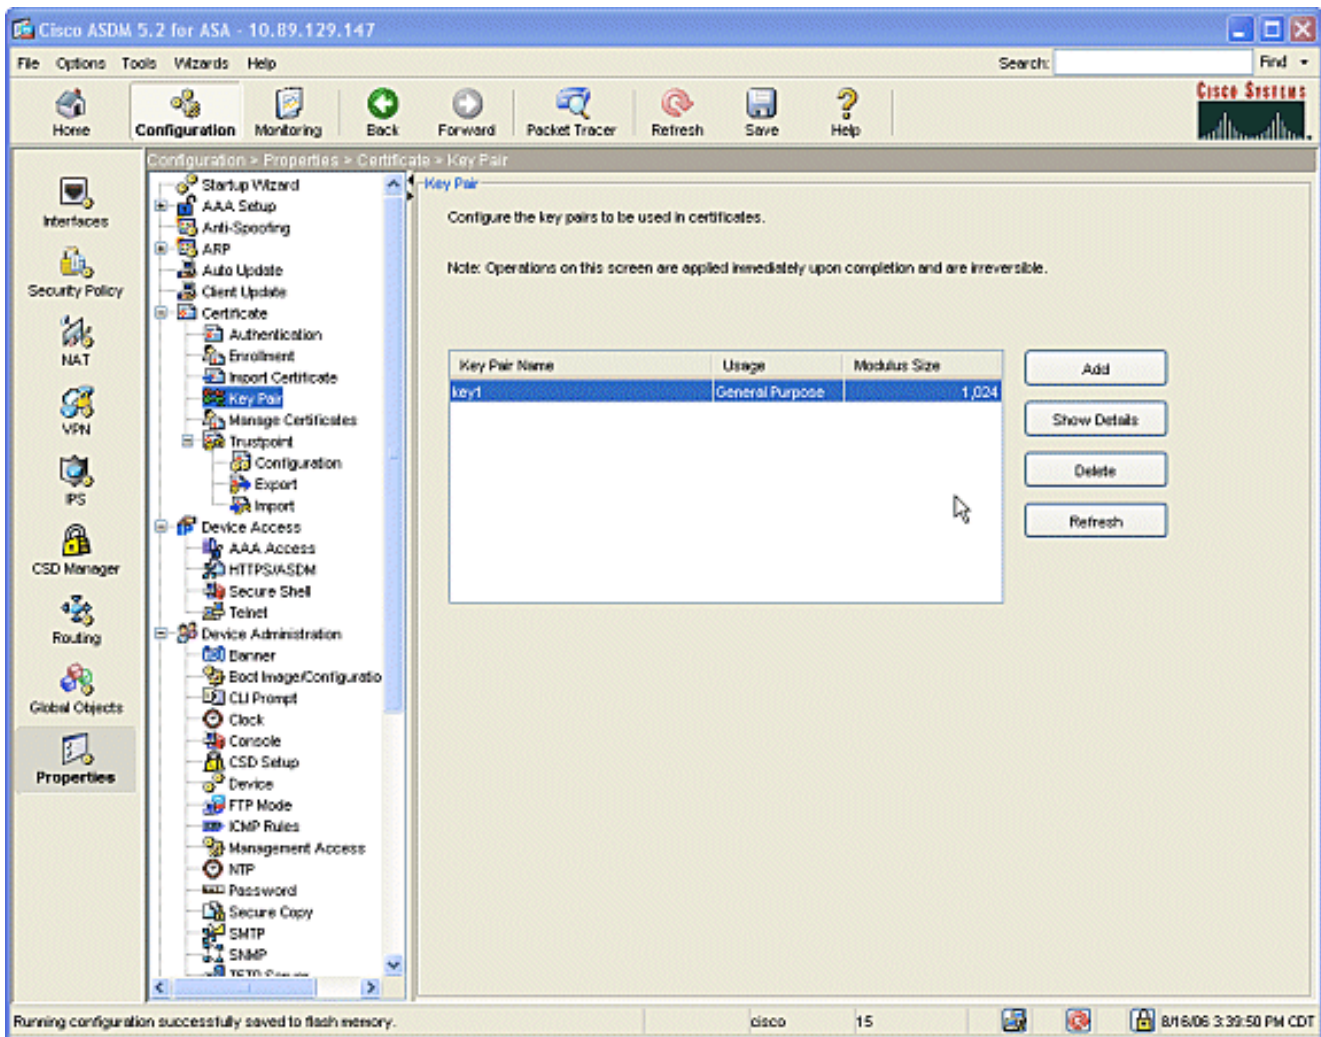 Cisco ASDM 5.2 for ASA - 10.89.129.147
File Options Tools Wizards Help Search: Find
Home Configuration Monitoring Back Forward Packet Tracer Refresh Save Help
CISCO SYSTEMS
Configuration > Properties > Certificate > Key Pair
Interfaces
Security Policy
NAT
VPN
IPS
CSD Manager
Routing
Global Objects
Properties
Startup Wizard
AAA Setup
Anti-Spoofing
ARP
Auto Update
Client Update
Certificate
Authentication
Enrollment
Import Certificate
Key Pair
Manage Certificates
Trustpoint
Configuration
Export
Import
Device Access
AAA Access
HTTPS/ASDM
Secure Shell
Telnet
Device Administration
Banner
Boot Image/Configuratio
CLI Prompt
Clock
Console
CSD Setup
Device
FTP Mode
ICMP Rules
Management Access
NTP
Password
Secure Copy
SMTP
SNMP
Key Pair
Configure the key pairs to be used in certificates.
Note: Operations on this screen are applied immediately upon completion and are irreversible.
Key Pair Name Usage Modulus Size
key1 General Purpose 1,024
Add
Show Details
Delete
Refresh
Running configuration successfully saved to flash memory. cisco 15 8/16/06 3:39:50 PM CDT